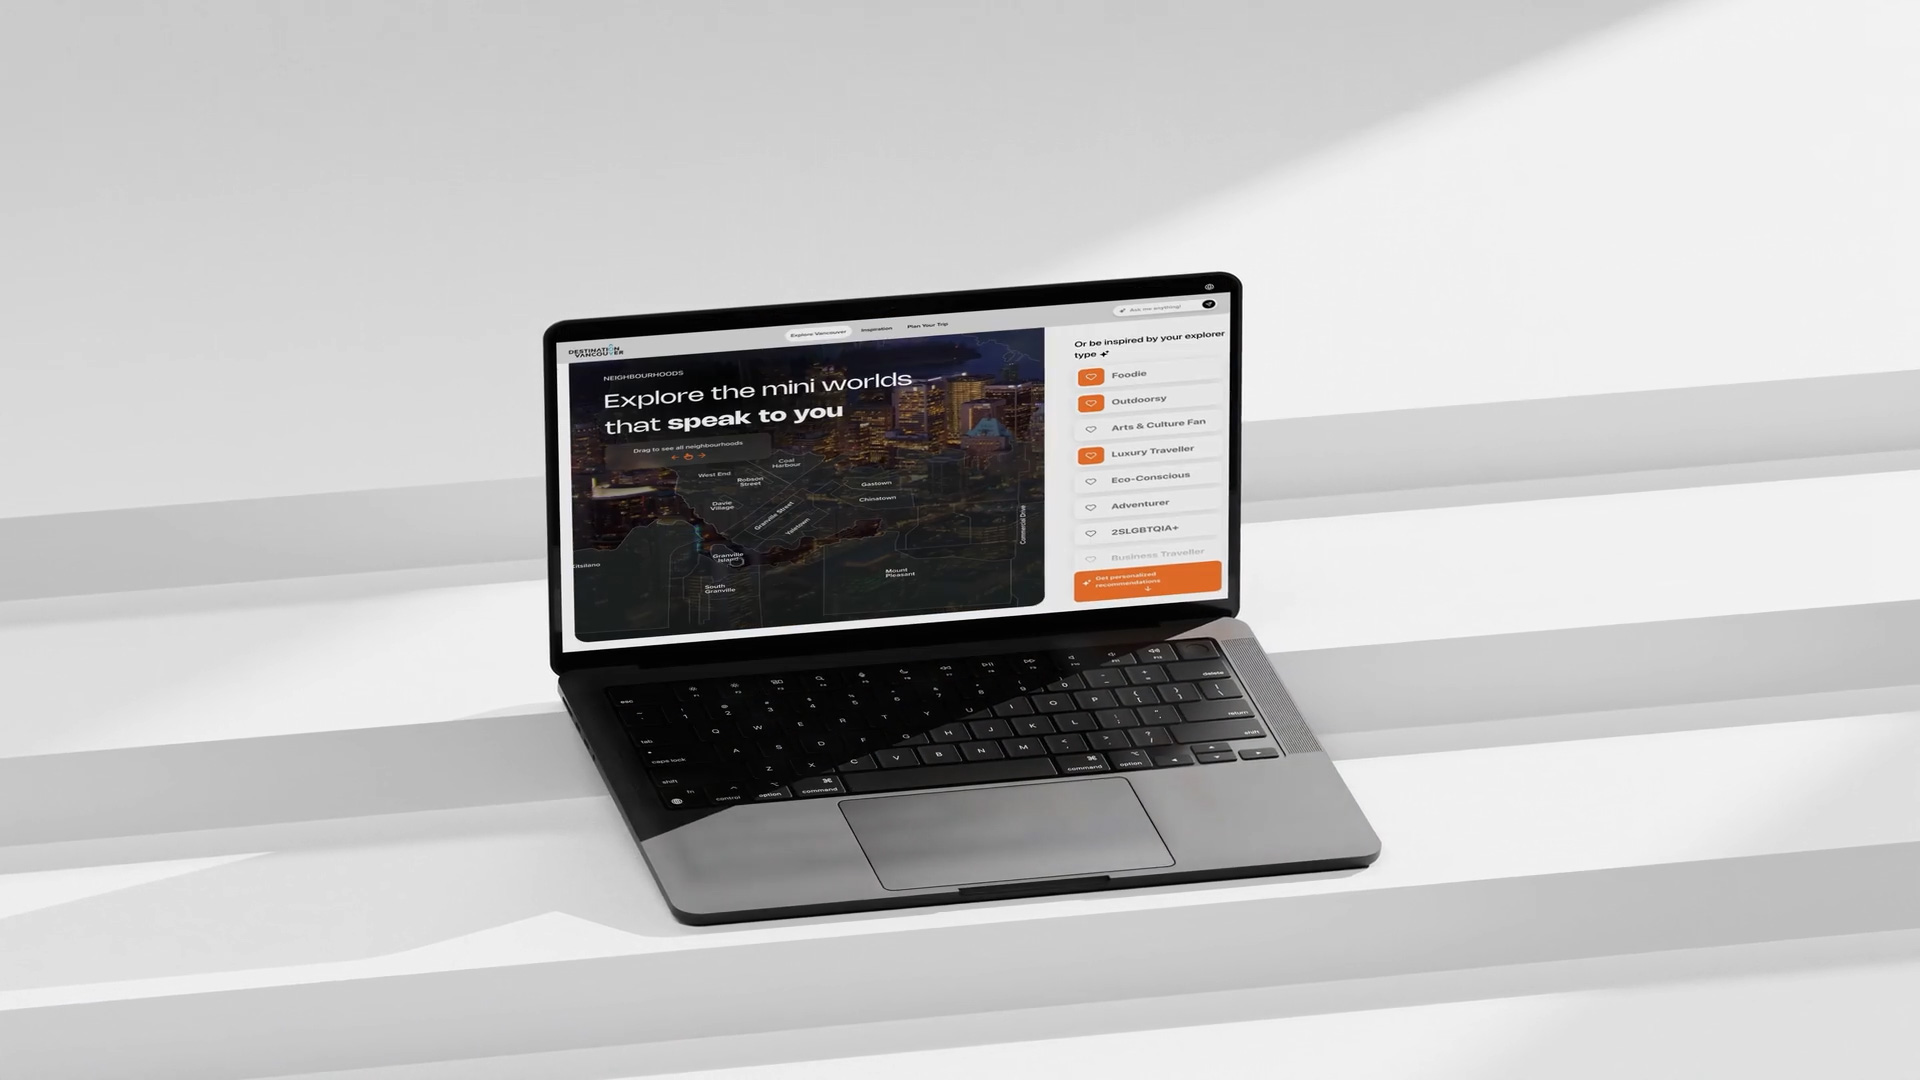 Explore Vancouver
Inspiration
Plan Your Trip
Ask me anything!
DESTINATION
VANCOUVER
NEIGHBOURHOODS
Explore the mini worlds
that speak to you
Drag to see all neighbourhoods
West End
Coal
Harbour
Robson
Street
Davie
Village
Granville Street
Yaletown
Gastown
Chinatown
Commercial Drive
Granville
Island
Kitsilano
South
Granville
Mount
Pleasant
Or be inspired by your explorer
type
Foodie
Outdoorsy
Arts & Culture Fan
Luxury Traveller
Eco-Conscious
Adventurer
2SLGBTQIA+
Business Traveller
Get personalized
recommendations
esc
delete
tab
Q W E R T Y U I O P
return
caps lock
A S D F G H J K L
shift
Z X C V B N M
shift
fn
control
option
command
command
option